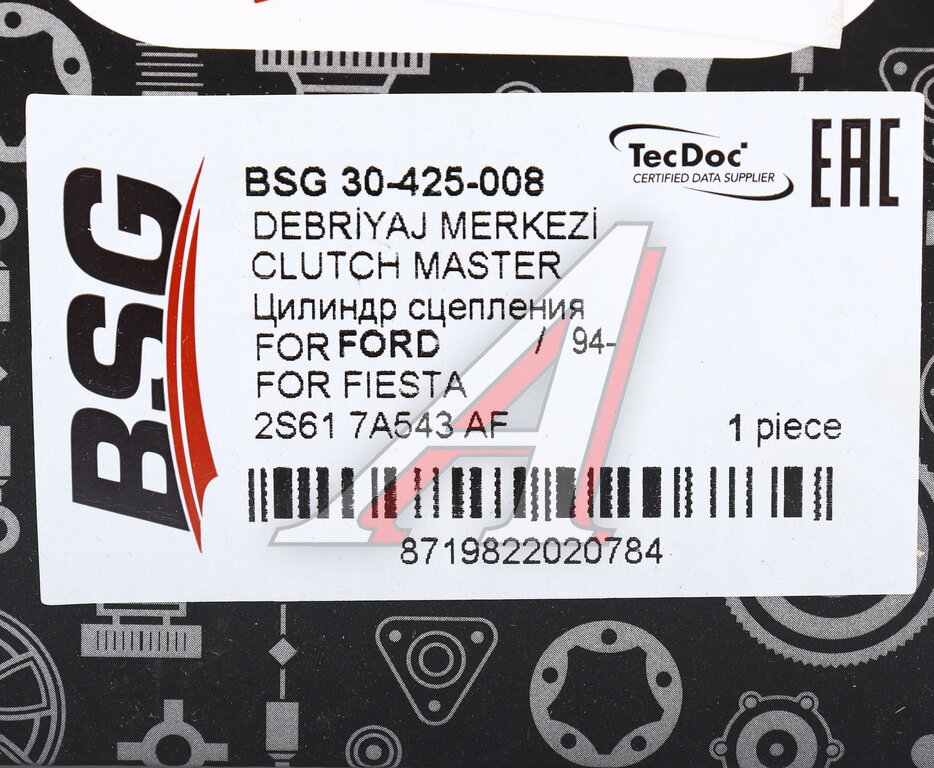 BSG
TecDoc
CERTIFIED DATA SUPPLIER
EAC
BSG 30-425-008
DEBRİYAJ MERKEZİ
CLUTCH MASTER
Цилиндр сцепления
FOR FORD / 94-
FOR FIESTA
2S61 7A543 AF
1 piece
8719822020784